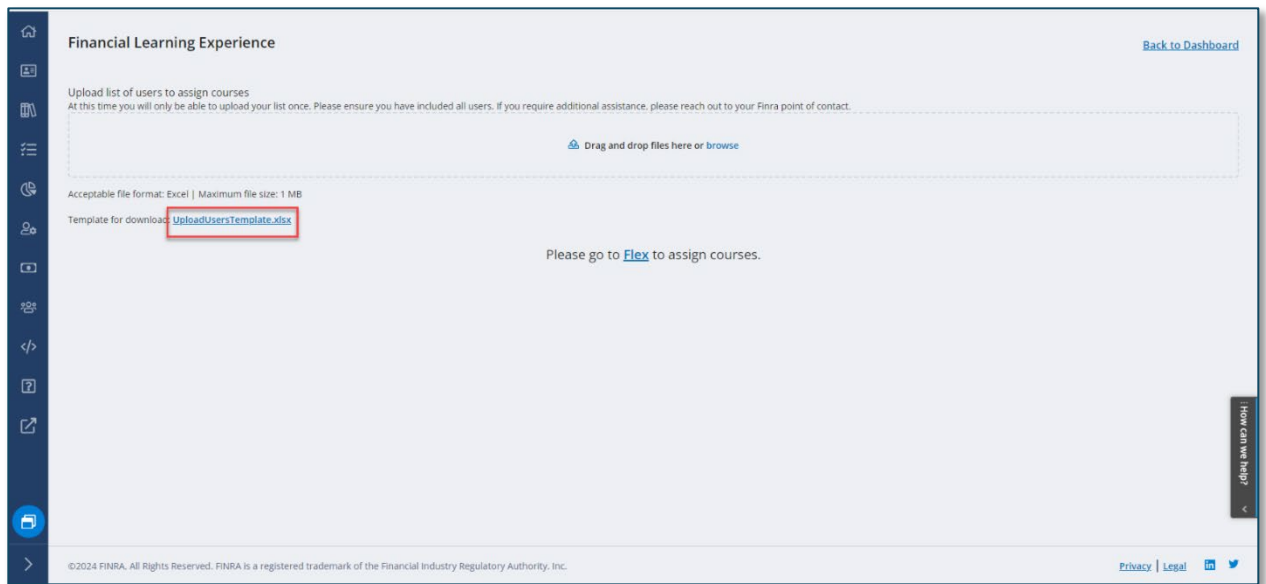 Financial Learning Experience
Back to Dashboard
Upload list of users to assign courses
At this time you will only be able to upload your list once. Please ensure you have included all users. If you require additional assistance, please reach out to your Finra point of contact.
Drag and drop files here or browse
Acceptable file format: Excel | Maximum file size: 1 MB
Template for download: UploadUsersTemplate.xlsx
Please go to Flex to assign courses.
How can we help?
©2024 FINRA, All Rights Reserved. FINRA is a registered trademark of the Financial Industry Regulatory Authority, Inc.
Privacy | Legal